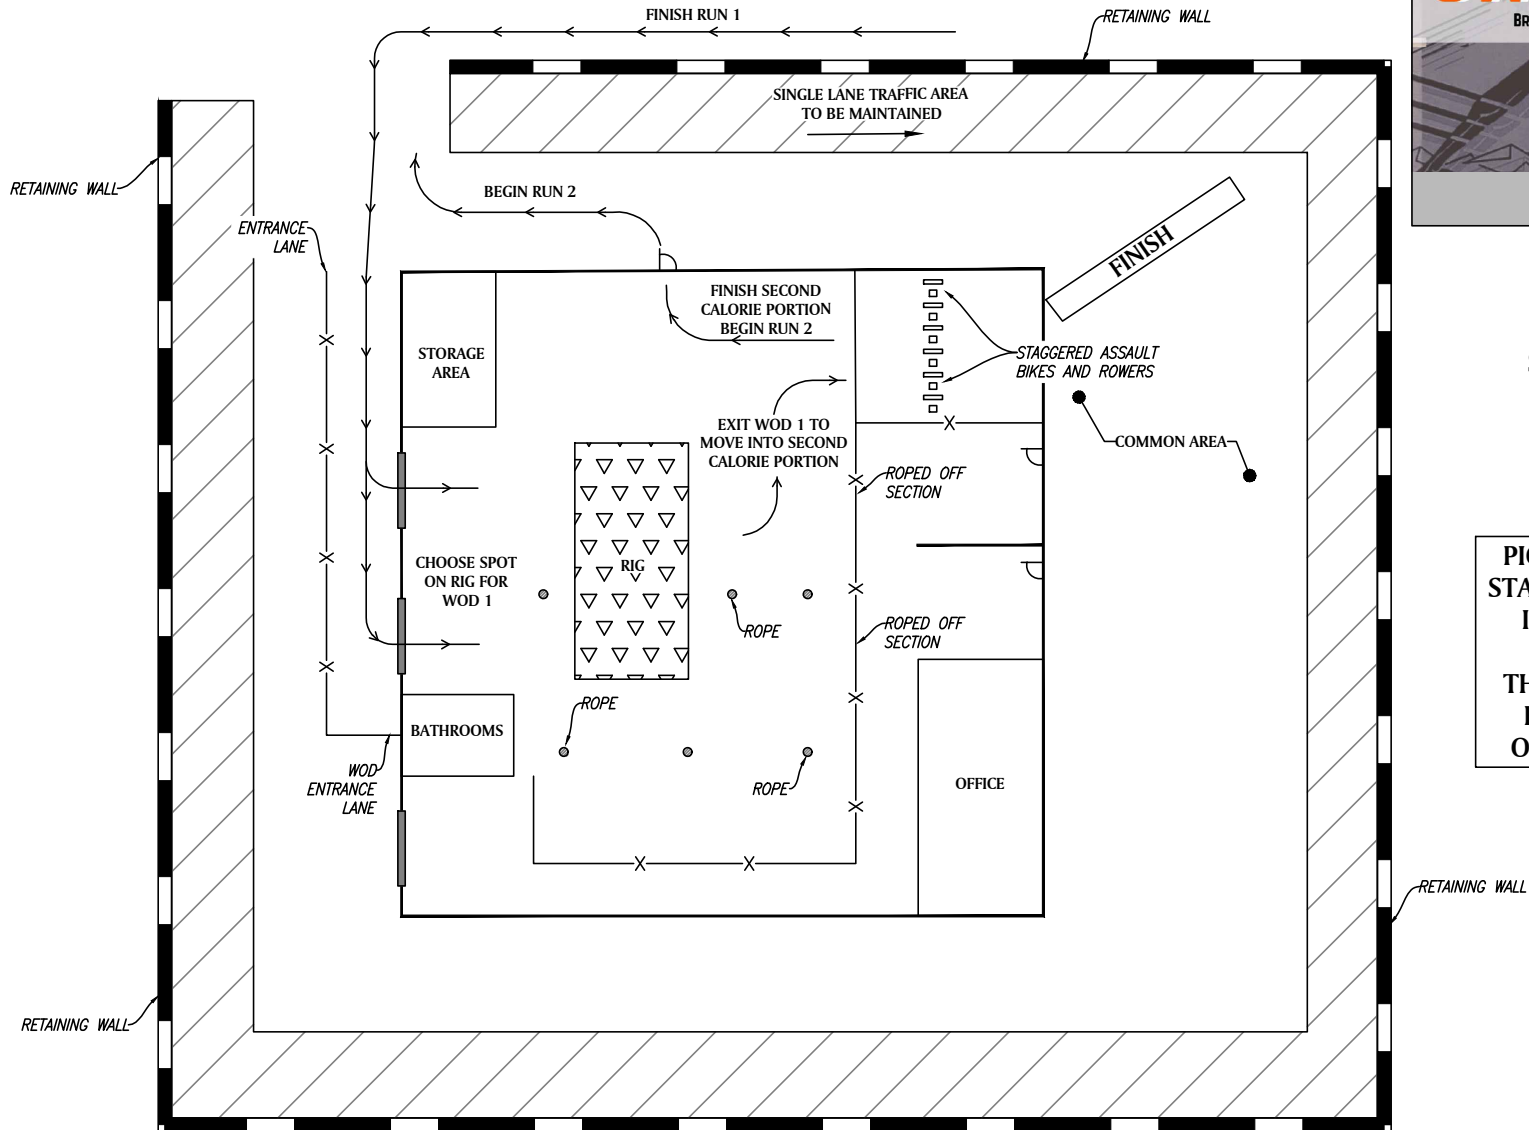 FINISH RUN 1
RETAINING WALL
SINGLE LANE TRAFFIC AREA
TO BE MAINTAINED
RETAINING WALL
BEGIN RUN 2
ENTRANCE
LANE
FINISH
FINISH SECOND
CALORIE PORTION
BEGIN RUN 2
STORAGE
AREA
STAGGERED ASSAULT
BIKES AND ROWERS
EXIT WOD 1 TO
MOVE INTO SECOND
CALORIE PORTION
COMMON AREA
ROPED OFF
SECTION
CHOOSE SPOT
ON RIG FOR
WOD 1
RIG
ROPE
ROPED OFF
SECTION
ROPE
BATHROOMS
WOD
ENTRANCE
LANE
ROPE
OFFICE
RETAINING WALL
RETAINING WALL